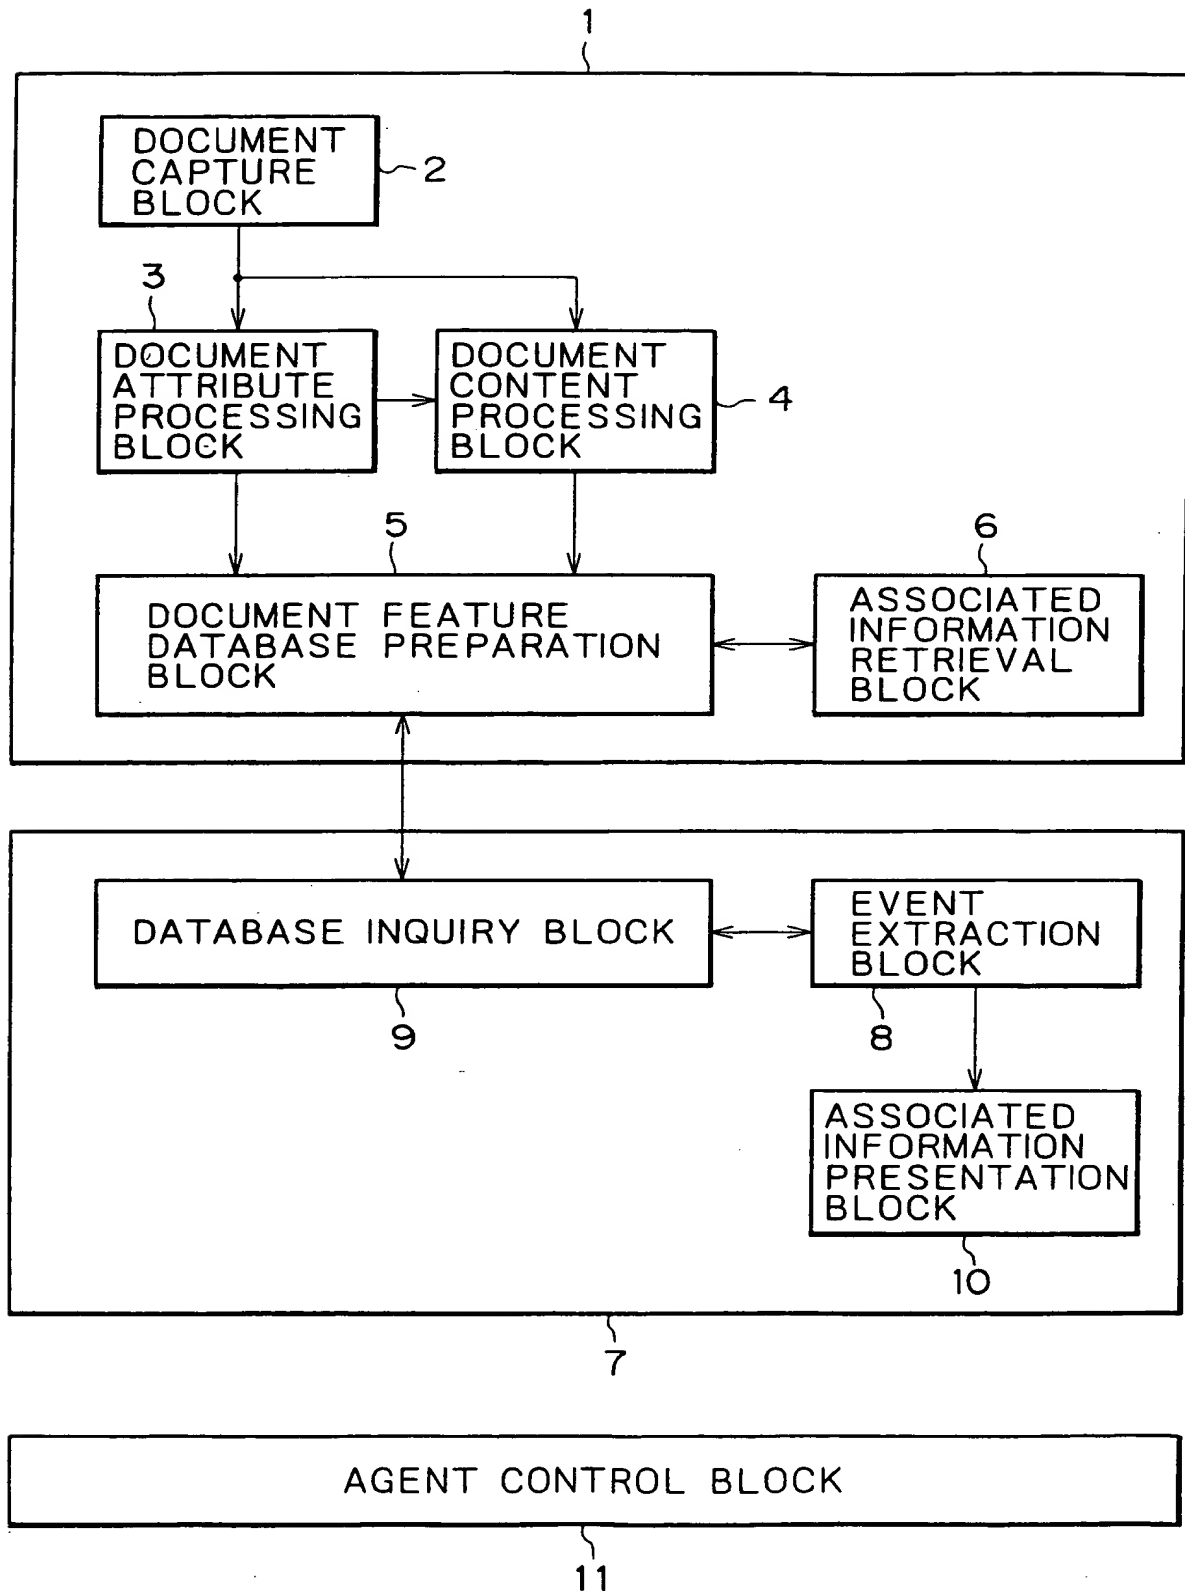 1
DOCUMENT
CAPTURE
BLOCK
2
3
DOCUMENT
ATTRIBUTE
PROCESSING
BLOCK
DOCUMENT
CONTENT
PROCESSING
BLOCK
4
5
DOCUMENT FEATURE
DATABASE PREPARATION
BLOCK
6
ASSOCIATED
INFORMATION
RETRIEVAL
BLOCK
DATABASE INQUIRY BLOCK
9
EVENT
EXTRACTION
BLOCK
8
ASSOCIATED
INFORMATION
PRESENTATION
BLOCK
10
7
AGENT CONTROL BLOCK
11